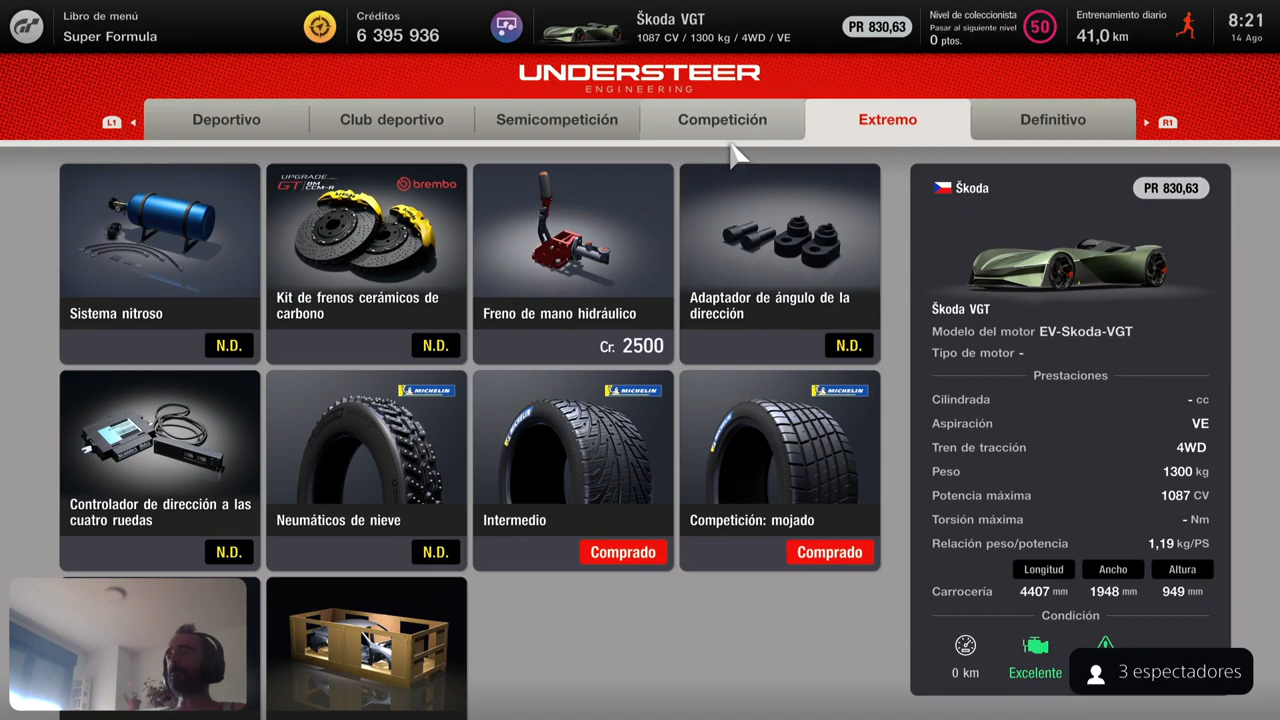 Libro de menú
Super Formula
Créditos
6 395 936
Škoda VGT
1087 CV / 1300 kg / 4WD / VE
PR 830,63
Nivel de coleccionista
Pasar al siguiente nivel
0 ptos.
50
Entrenamiento diario
41,0 km
8:21
14 Ago
UNDERSTEER
ENGINEERING
L1
Deportivo
Club deportivo
Semicompetición
Competición
Extremo
Definitivo
R1
Sistema nitroso
N.D.
UPGRADE
GT BM CCM-R
brembo
Kit de frenos cerámicos de
carbono
N.D.
Freno de mano hidráulico
Cr. 2500
Adaptador de ángulo de la
dirección
N.D.
Controlador de dirección a las
cuatro ruedas
N.D.
MICHELIN
Neumáticos de nieve
N.D.
MICHELIN
Intermedio
Comprado
MICHELIN
Competición: mojado
Comprado
Škoda
PR 830,63
Škoda VGT
Modelo del motor EV-Skoda-VGT
Tipo de motor -
Prestaciones
Cilindrada - cc
Aspiración VE
Tren de tracción 4WD
Peso 1300 kg
Potencia máxima 1087 CV
Torsión máxima - Nm
Relación peso/potencia 1,19 kg/PS
Longitud Ancho Altura
Carrocería 4407 mm 1948 mm 949 mm
Condición
0 km
Excelente
3 espectadores